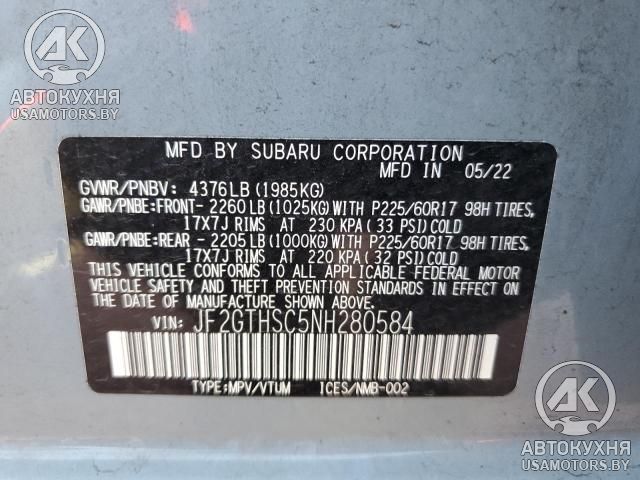 AK
АВТОКУХНЯ
USAMOTORS.BY
MFD BY SUBARU CORPORATION
MFD IN 05/22
GVWR/PNBV: 4376LB(1985KG)
GAWR/PNBE:FRONT- 2260LB(1025KG)WITH P225/60R17 98H TIRES,
17X7J RIMS AT 230 KPA (33 PSI)COLD
GAWR/PNBE:REAR - 2205LB(1000KG)WITH P225/60R17 98H TIRES,
17X7J RIMS AT 220 KPA (32 PSI)COLD
THIS VEHICLE CONFORMS TO ALL APPLICABLE FEDERAL MOTOR
VEHICLE SAFETY, BUMPER, AND THEFT PREVENTION STANDARDS IN EFFECT
ON THE DATE OF MANUFACTURE SHOWN ABOVE.
VIN: JF2GTHSC5NH280584
TYPE:MPV/VTUM ICES/NMB-002
AK
АВТОКУХНЯ
USAMOTORS.BY